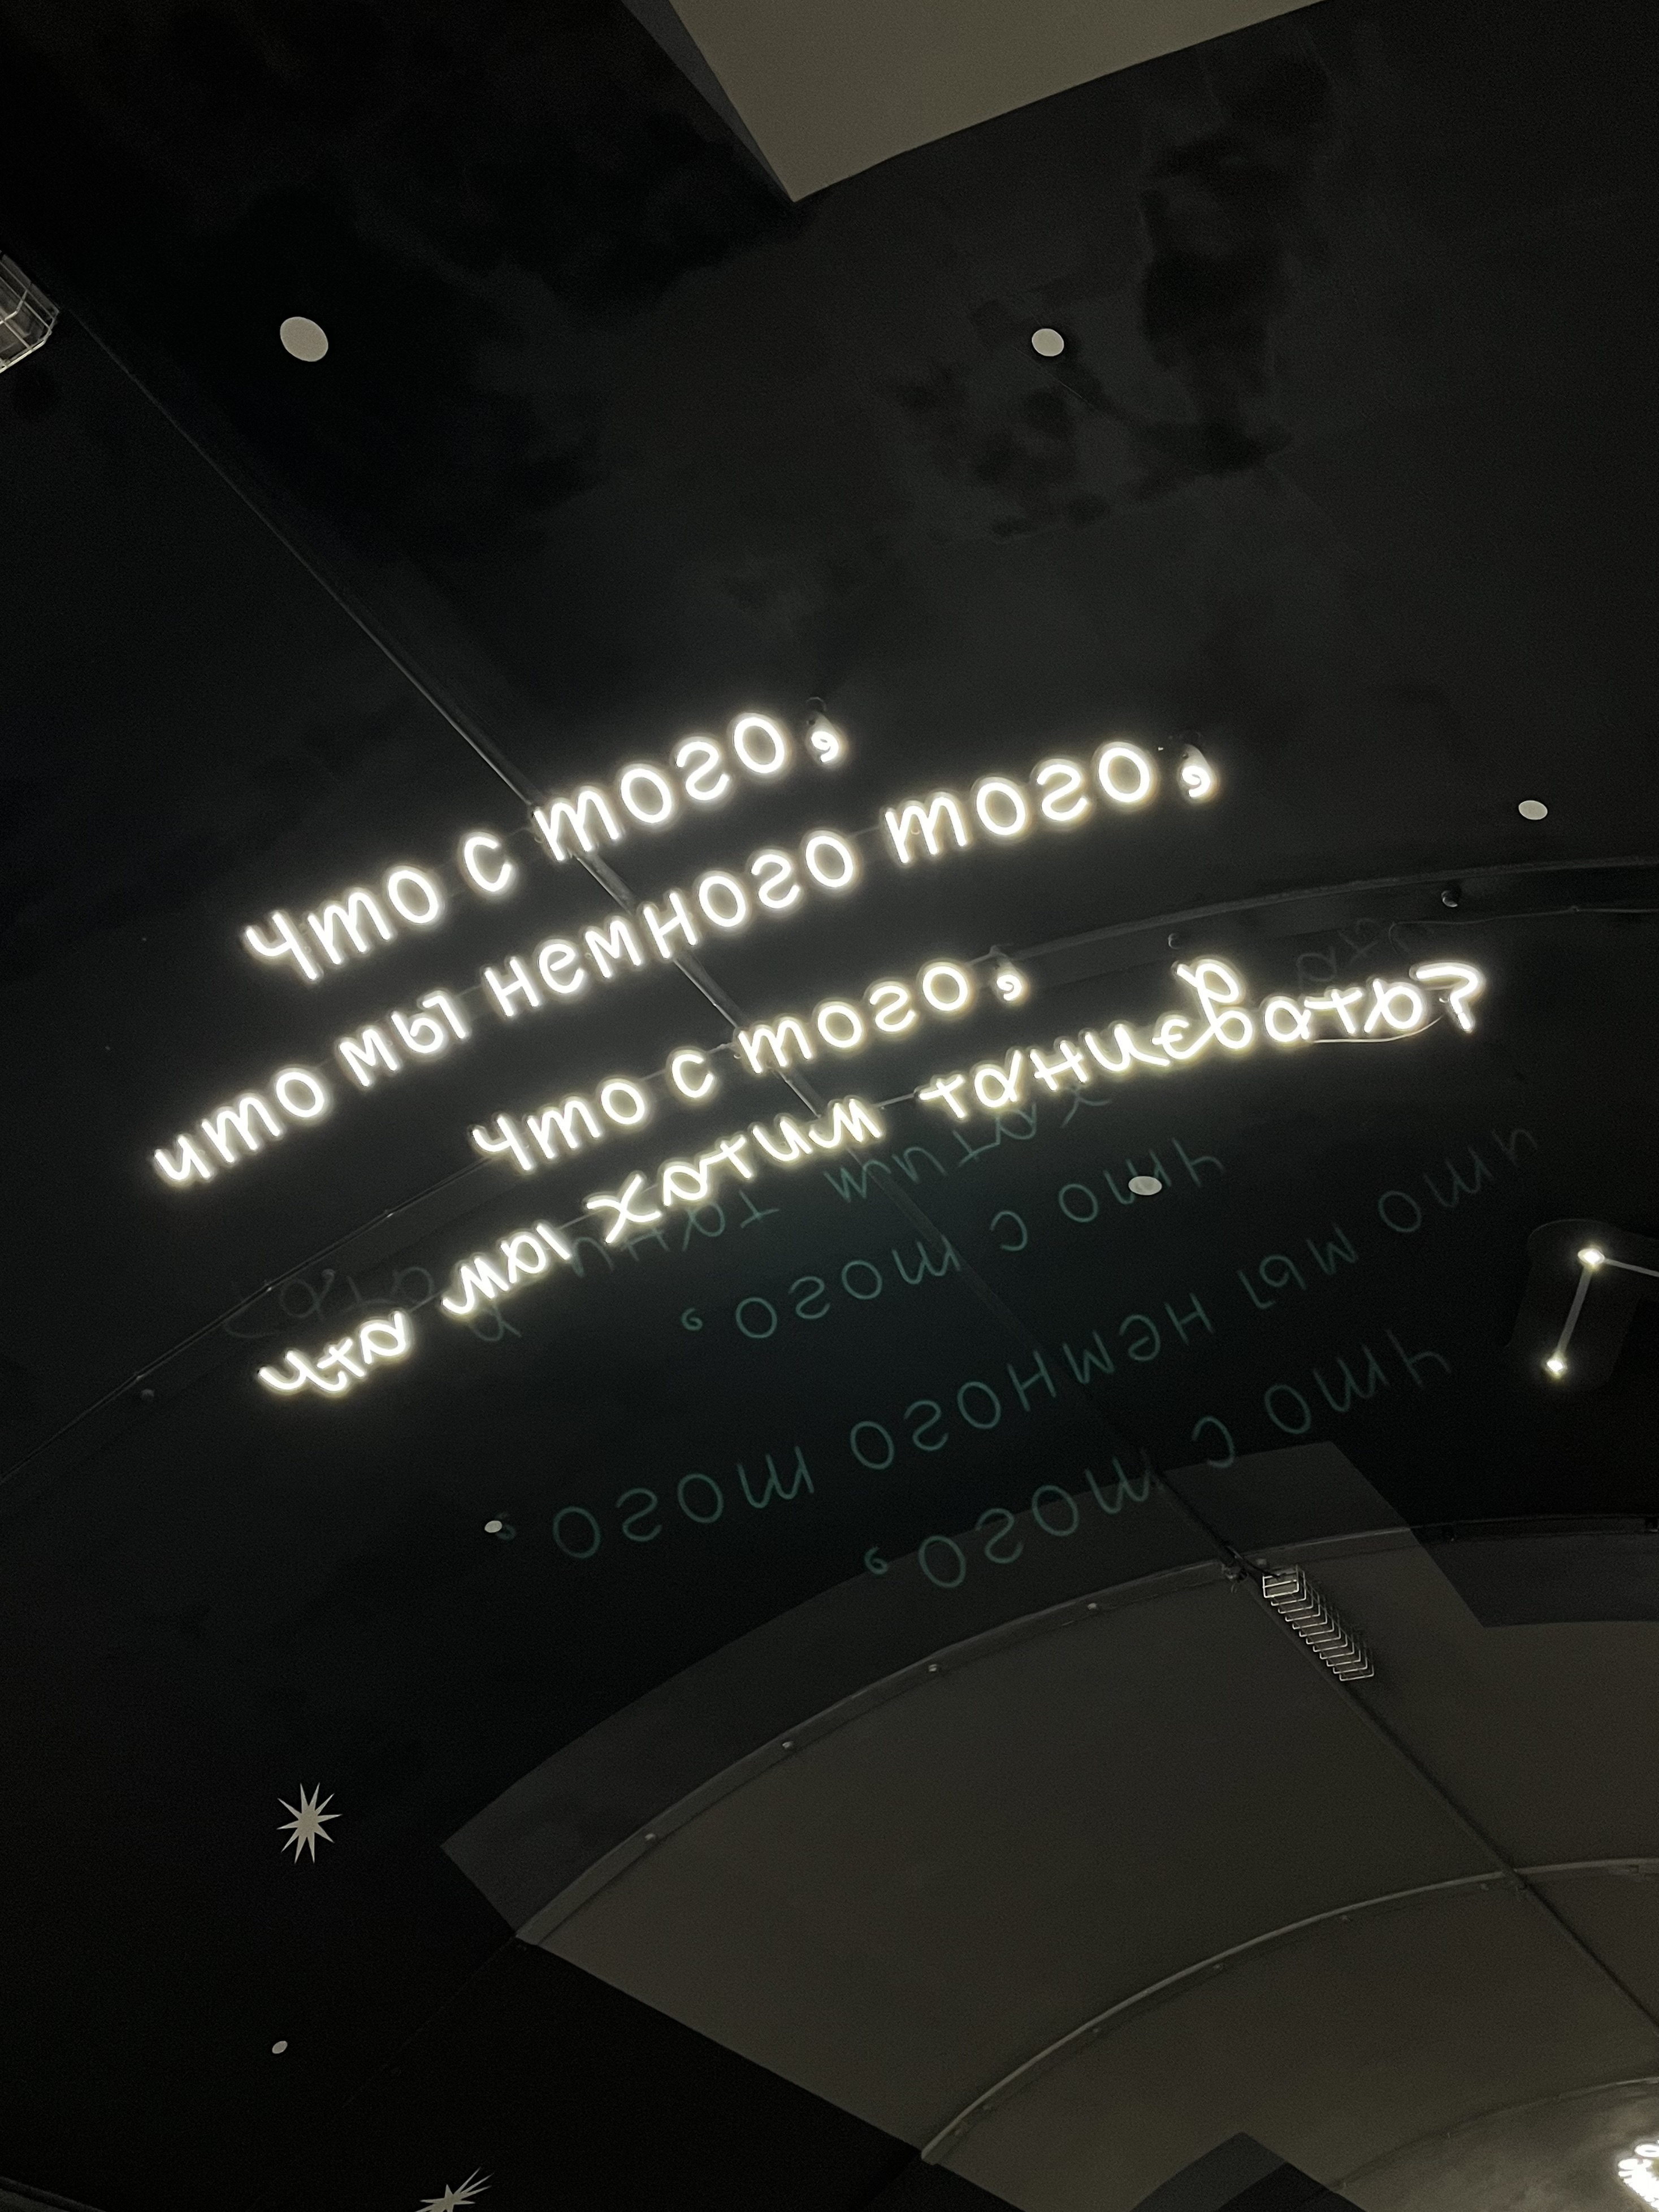 Что с того,
что мы немного того,
Что с того,
что мы хотим танцевать?